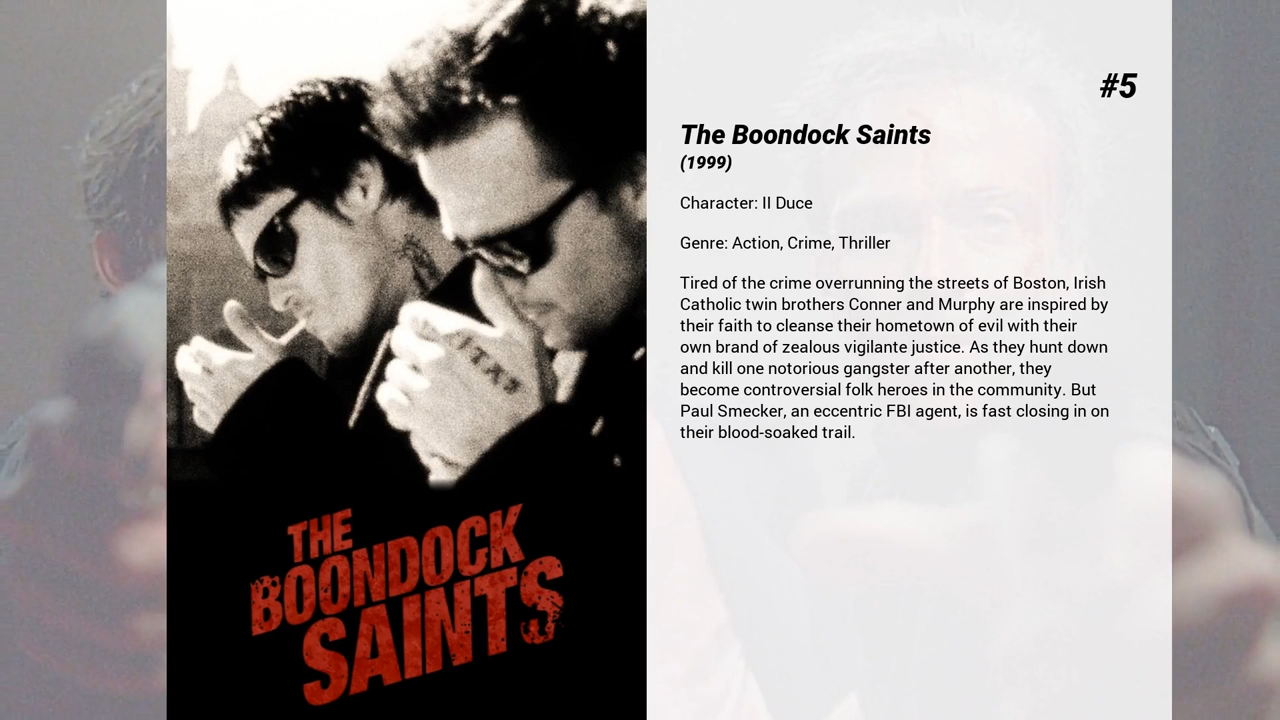 THE
BOONDOCK
SAINTS
#5
The Boondock Saints
(1999)
Character: Il Duce
Genre: Action, Crime, Thriller
Tired of the crime overrunning the streets of Boston, Irish
Catholic twin brothers Conner and Murphy are inspired by
their faith to cleanse their hometown of evil with their
own brand of zealous vigilante justice. As they hunt down
and kill one notorious gangster after another, they
become controversial folk heroes in the community. But
Paul Smecker, an eccentric FBI agent, is fast closing in on
their blood-soaked trail.